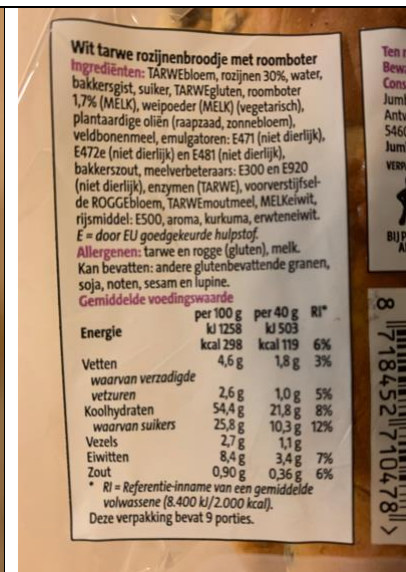 Wit tarwe rozijnenbroodje met roomboter
Ingrediënten: TARWEbloem, rozijnen 30%, water,
bakkersgist, suiker, TARWEgluten, roomboter
1,7% (MELK), weipoeder (MELK) (vegetarisch),
plantaardige oliën (raapzaad, zonnebloem),
veldbonenmeel, emulgatoren: E471 (niet dierlijk),
E472e (niet dierlijk) en E481 (niet dierlijk),
bakkerszout, meelverbeteraars: E300 en E920
(niet dierlijk), enzymen (TARWE), voorverstijfsel-
de ROGGEbloem, TARWEmoutmeel, MELKeiwit,
rijsmiddel: E500, aroma, kurkuma, erwteneiwit.
E = door EU goedgekeurde hulpstof.
Allergenen: tarwe en rogge (gluten), melk.
Kan bevatten: andere glutenbevattende granen,
soja, noten, sesam en lupine.
Gemiddelde voedingswaarde
per 100 g per 40 g RI*
Energie kJ 1258 kJ 503
kcal 298 kcal 119 6%
Vetten 4,6 g 1,8 g 3%
waarvan verzadigde
vetzuren 2,6 g 1,0 g 5%
Koolhydraten 54,4 g 21,8 g 8%
waarvan suikers 25,8 g 10,3 g 12%
Vezels 2,7 g 1,1 g
Eiwitten 8,4 g 3,4 g 7%
Zout 0,90 g 0,36 g 6%
* RI = Referentie-inname van een gemiddelde
volwassene (8.400 kJ/2.000 kcal).
Deze verpakking bevat 9 porties.
Ten
Bewa
Cons
Juml
Antw
5460
Jum
VERP
BIJ P
8 718452 710478 >